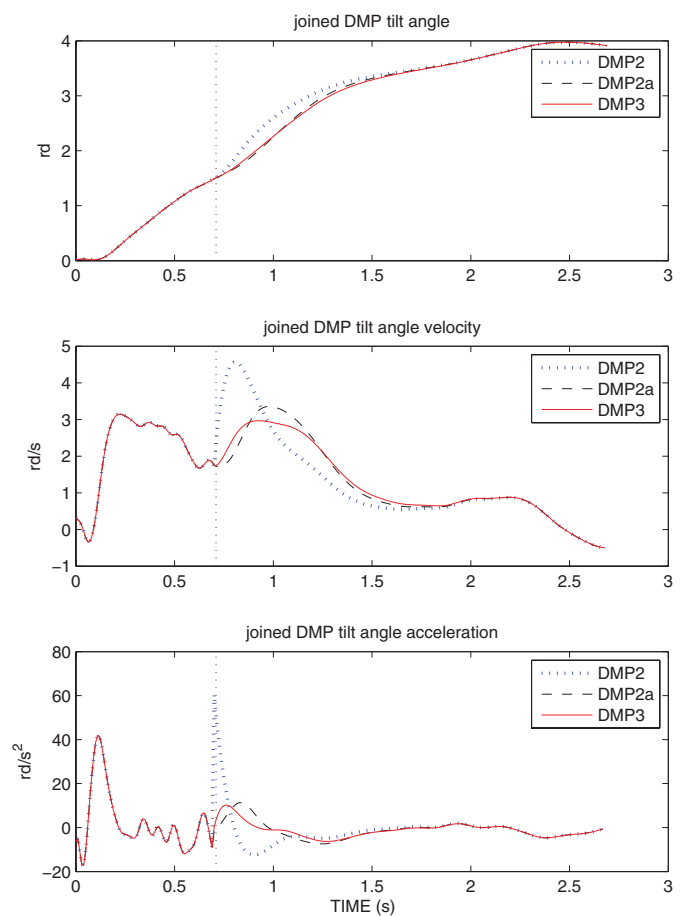 joined DMP tilt angle
4
3
2
1
0
rd
DMP2
DMP2a
DMP3
0 0.5 1 1.5 2 2.5 3
joined DMP tilt angle velocity
5
4
3
2
1
0
−1
rd/s
DMP2
DMP2a
DMP3
0 0.5 1 1.5 2 2.5 3
joined DMP tilt angle acceleration
80
60
40
20
0
−20
rd/s²
DMP2
DMP2a
DMP3
0 0.5 1 1.5 2 2.5 3
TIME (s)